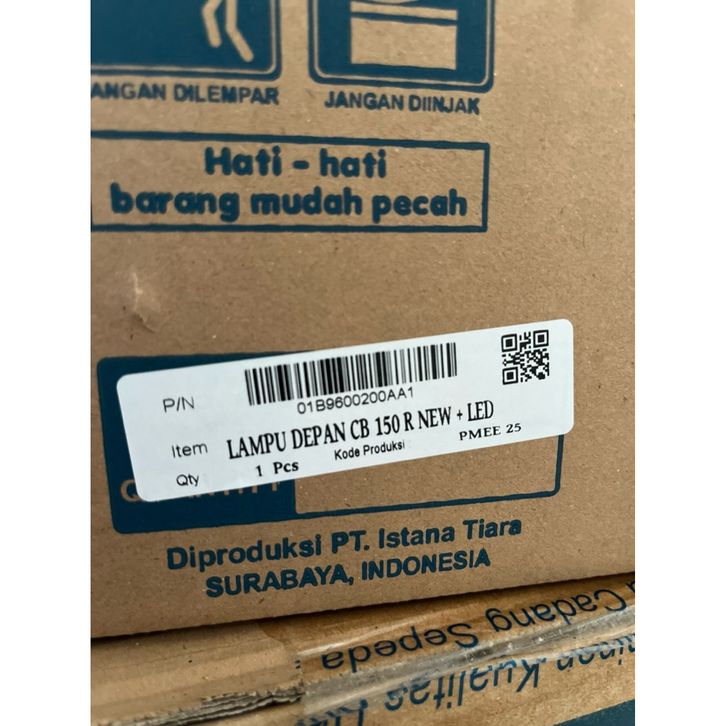 JANGAN DILEMPAR
JANGAN DIINJAK
Hati - hati
barang mudah pecah
P/N
01B9600200AA1
Item LAMPU DEPAN CB 150 R NEW + LED
Qty 1 Pcs Kode Produksi PMEE 25
Diproduksi PT. Istana Tiara
SURABAYA, INDONESIA
Cadang Sepeda
Kualitas